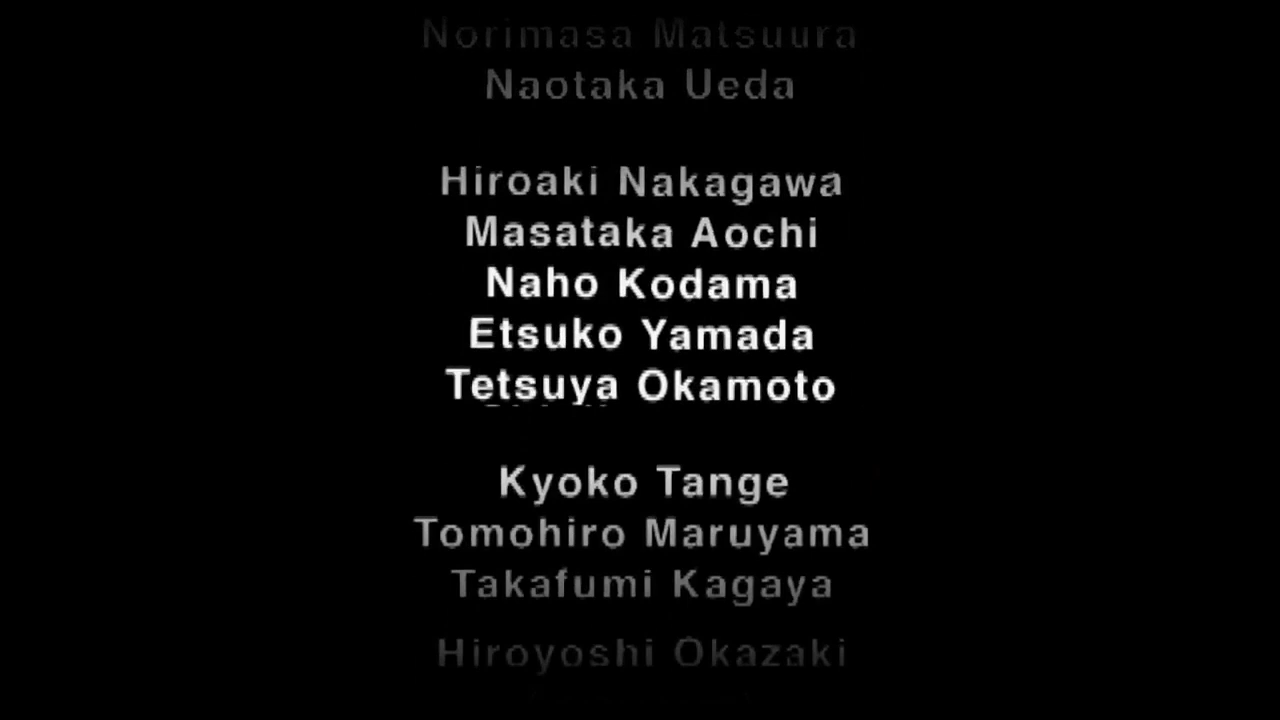 Norimasa Matsuura
Naotaka Ueda
Hiroaki Nakagawa
Masataka Aochi
Naho Kodama
Etsuko Yamada
Tetsuya Okamoto
Kyoko Tange
Tomohiro Maruyama
Takafumi Kagaya
Hiroyoshi Okazaki